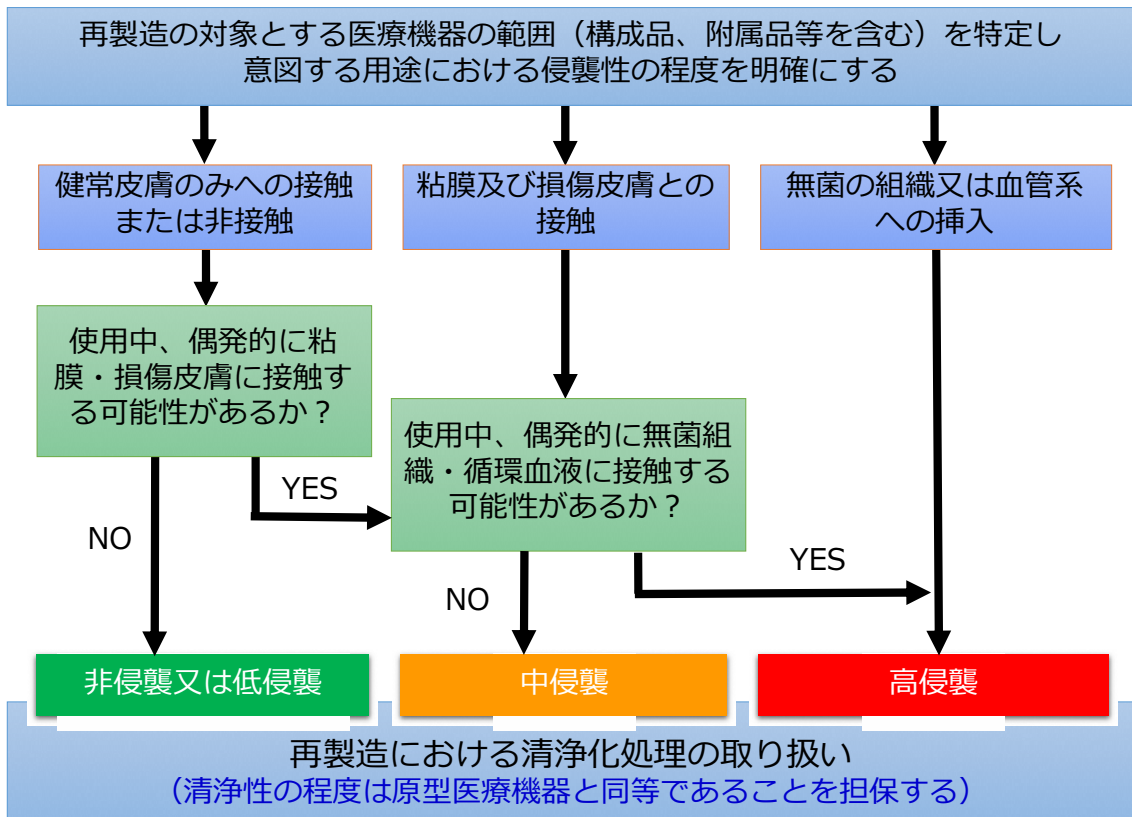 再製造の対象とする医療機器の範囲（構成品、附属品等を含む）を特定し
意図する用途における侵襲性の程度を明確にする
健常皮膚のみへの接触
または非接触
粘膜及び損傷皮膚との
接触
無菌の組織又は血管系
への挿入
使用中、偶発的に粘
膜・損傷皮膚に接触す
る可能性があるか？
使用中、偶発的に無菌組
織・循環血液に接触する
可能性があるか？
YES
NO
YES
NO
非侵襲又は低侵襲
中侵襲
高侵襲
再製造における清浄化処理の取り扱い
（清浄性の程度は原型医療機器と同等であることを担保する）